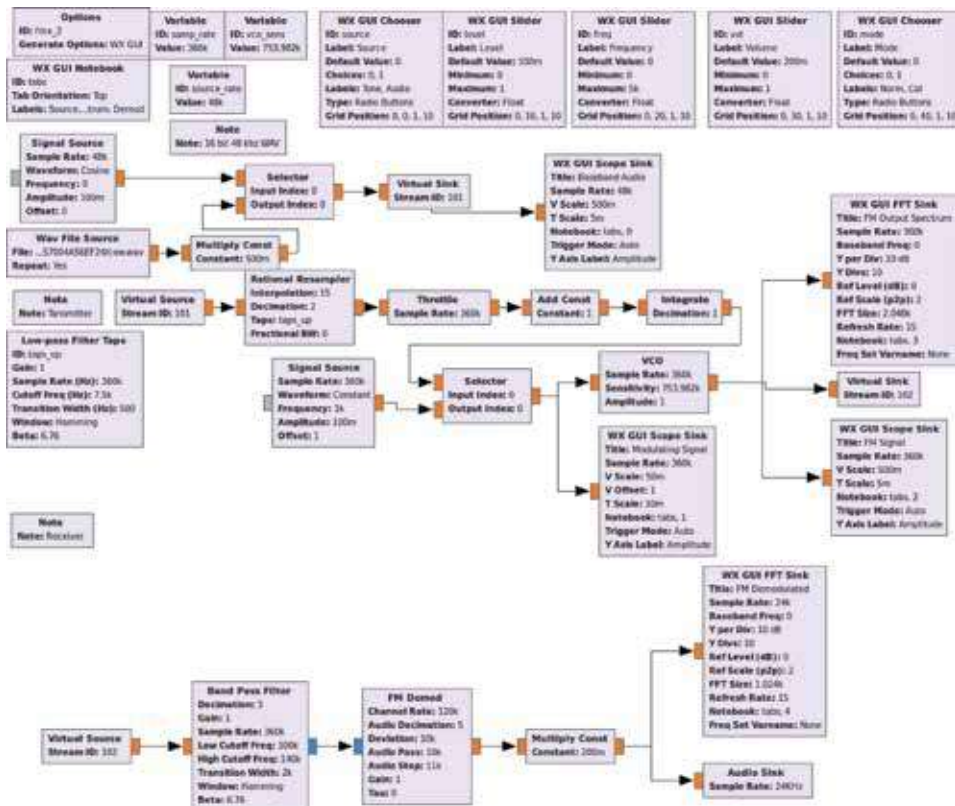 Options
ID: 
Generate Options: WX GUI
Variable
ID: samp_rate
Value: 360k
Variable
ID: vco_sens
Value: 753.982k
WX GUI Notebook
ID: tabs
Tab Orientation: Top
Labels: Source...tram. Demod
Variable
ID: source_rate
Value: 48k
Note
Note: 16 bit 48 khz WAV
WX GUI Chooser
ID: source
Label: Source
Default Value: 0
Choices: 0, 1
Labels: Tone, Audio
Type: Radio Buttons
Grid Position: 0, 0, 1, 10
WX GUI Slider
ID: level
Label: Level
Default Value: 100m
Minimum: 0
Maximum: 1
Converter: Float
Grid Position: 0, 10, 1, 10
WX GUI Slider
ID: freq
Label: Frequency
Default Value: 0
Minimum: 0
Maximum: 5k
Converter: Float
Grid Position: 0, 20, 1, 10
WX GUI Slider
ID: vol
Label: Volume
Default Value: 200m
Minimum: 0
Maximum: 1
Converter: Float
Grid Position: 0, 30, 1, 10
WX GUI Chooser
ID: mode
Label: Mode
Default Value: 0
Choices: 0, 1
Labels: Norm, Cal
Type: Radio Buttons
Grid Position: 0, 40, 1, 10
Signal Source
Sample Rate: 48k
Waveform: Cosine
Frequency: 0
Amplitude: 100m
Offset: 0
Selector
Input Index: 0
Output Index: 0
Virtual Sink
Stream ID: 101
WX GUI Scope Sink
Title: Baseband Audio
Sample Rate: 48k
V Scale: 500m
T Scale: 5m
Notebook: tabs, 0
Trigger Mode: Auto
Y Axis Label: Amplitude
Wav File Source
File: 
Repeat: Yes
Multiply Const
Constant: 500m
Note
Note: Tansmitter
Virtual Source
Stream ID: 101
Rational Resampler
Interpolation: 15
Decimation: 2
Taps: taps_up
Fractional BW: 0
Throttle
Sample Rate: 360k
Add Const
Constant: 1
Integrate
Decimation: 1
WX GUI FFT Sink
Title: FM Output Spectrum
Sample Rate: 360k
Baseband Freq: 0
Y per Div: 10 dB
Y Divs: 10
Ref Level (dB): 0
Ref Scale (p2p): 2
FFT Size: 2.048k
Refresh Rate: 15
Notebook: tabs, 3
Freq Set Varname: None
Low-pass Filter Taps
ID: taps_up
Gain: 1
Sample Rate (Hz): 360k
Cutoff Freq (Hz): 7.5k
Transition Width (Hz): 500
Window: Hamming
Beta: 6.76
Signal Source
Sample Rate: 360k
Waveform: Constant
Frequency: 1k
Amplitude: 100m
Offset: 1
Selector
Input Index: 0
Output Index: 0
VCO
Sample Rate: 360k
Sensitivity: 753.982k
Amplitude: 1
Virtual Sink
Stream ID: 102
WX GUI Scope Sink
Title: Modulating Signal
Sample Rate: 360k
V Scale: 50m
V Offset: 1
T Scale: 10m
Notebook: tabs, 1
Trigger Mode: Auto
Y Axis Label: Amplitude
WX GUI Scope Sink
Title: FM Signal
Sample Rate: 360k
V Scale: 500m
T Scale: 5m
Notebook: tabs, 2
Trigger Mode: Auto
Y Axis Label: Amplitude
Note
Note: Receiver
Virtual Source
Stream ID: 102
Band Pass Filter
Decimation: 3
Gain: 1
Sample Rate: 360k
Low Cutoff Freq: 100k
High Cutoff Freq: 140k
Transition Width: 2k
Window: Hamming
Beta: 6.76
FM Demod
Channel Rate: 120k
Audio Decimation: 5
Deviation: 10k
Audio Pass: 10k
Audio Stop: 11k
Gain: 1
Tau: 0
Multiply Const
Constant: 200m
WX GUI FFT Sink
Title: FM Demodulated
Sample Rate: 24k
Baseband Freq: 0
Y per Div: 10 dB
Y Divs: 10
Ref Level (dB): 0
Ref Scale (p2p): 2
FFT Size: 1.024k
Refresh Rate: 15
Notebook: tabs, 4
Freq Set Varname: None
Audio Sink
Sample Rate: 24KHz